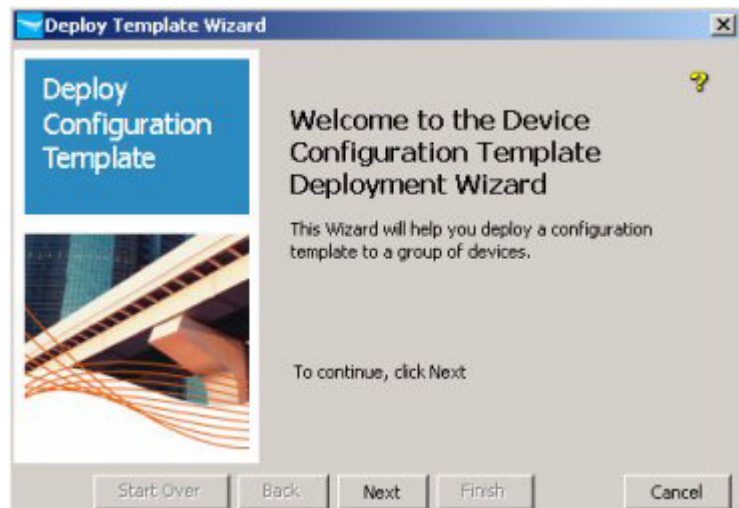 Deploy Template Wizard
Deploy
Configuration
Template
Welcome to the Device
Configuration Template
Deployment Wizard
This Wizard will help you deploy a configuration
template to a group of devices.
To continue, click Next
Start Over
Back
Next
Finish
Cancel